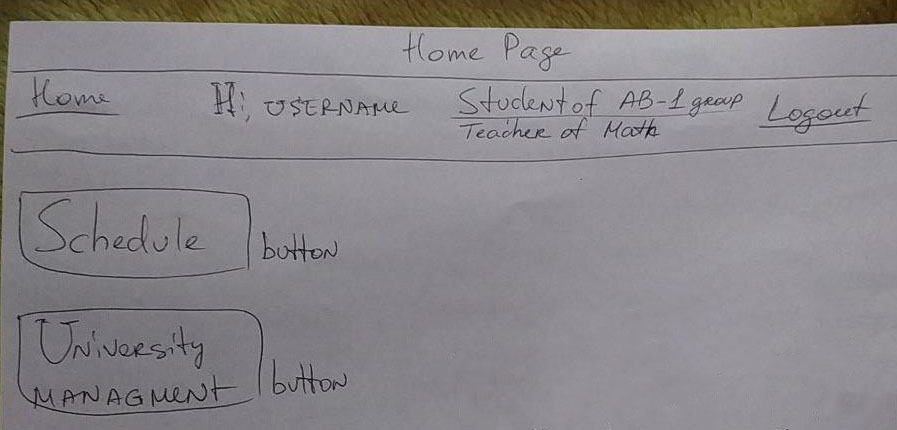 Home Page
Home Hi, USERNAME Student of AB-1 group Logout
Teacher of Math
Schedule button
University
MANAGMENt button